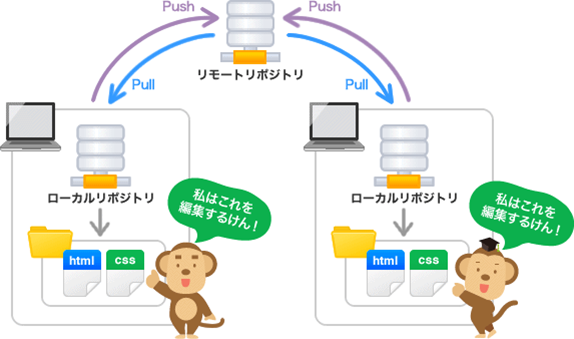 Push
Push
リモートリポジトリ
Pull
Pull
ローカルリポジトリ
ローカルリポジトリ
私はこれを
編集するけん!
私はこれを
編集するけん!
html
css
html
css